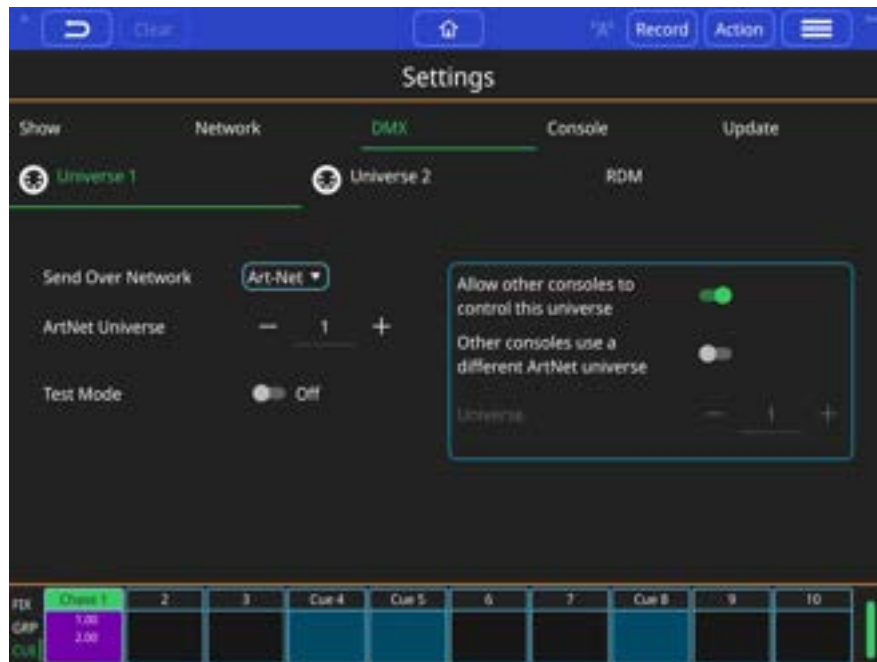 Clear Record Action
Settings
Show Network DMX Console Update
Universe 1 Universe 2 RDM
Send Over Network Art-Net
ArtNet Universe − 1 +
Test Mode Off
Allow other consoles to
control this universe
Other consoles use a
different ArtNet universe
Universe − 1 +
FIX Chase 1 2 3 Cue 4 Cue 5 6 7 Cue 8 9 10
GRP 1.00
2.00
CUE